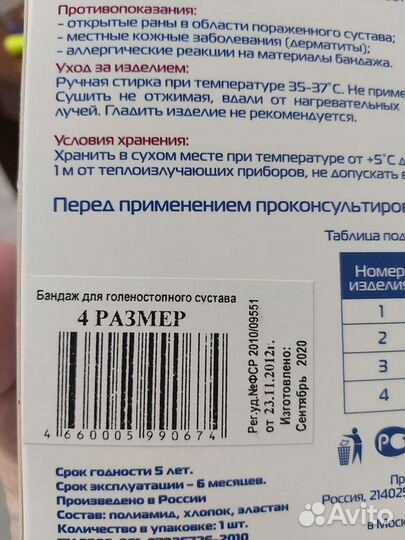 Противопоказания:
- открытые раны в области пораженного сустава;
- местные кожные заболевания (дерматиты);
- аллергические реакции на материалы бандажа.
Уход за изделием:
Ручная стирка при температуре 35-37°С. Не
Сушить не отжимая, вдали от нагревательных
лучей. Гладить изделие не рекомендуется.
Условия хранения:
Хранить в сухом месте при температуре от +5°С
1 м от теплоизлучающих приборов, не допускать
Перед применением
Таблица
Номер
изделия
1
2
3
4
Бандаж для голеностопного сустава
4 РАЗМЕР
4 660005 990674
Рег.уд.№ФСР 2010/09551
от 23.11.2012г.
Изготовлено:
Сентябрь 2020
Срок годности 5 лет.
Срок эксплуатации - 6 месяцев.
Произведено в России
Состав: полиамид, хлопок, эластан
Количество в упаковке: 1 шт.
Россия,
в
Avito